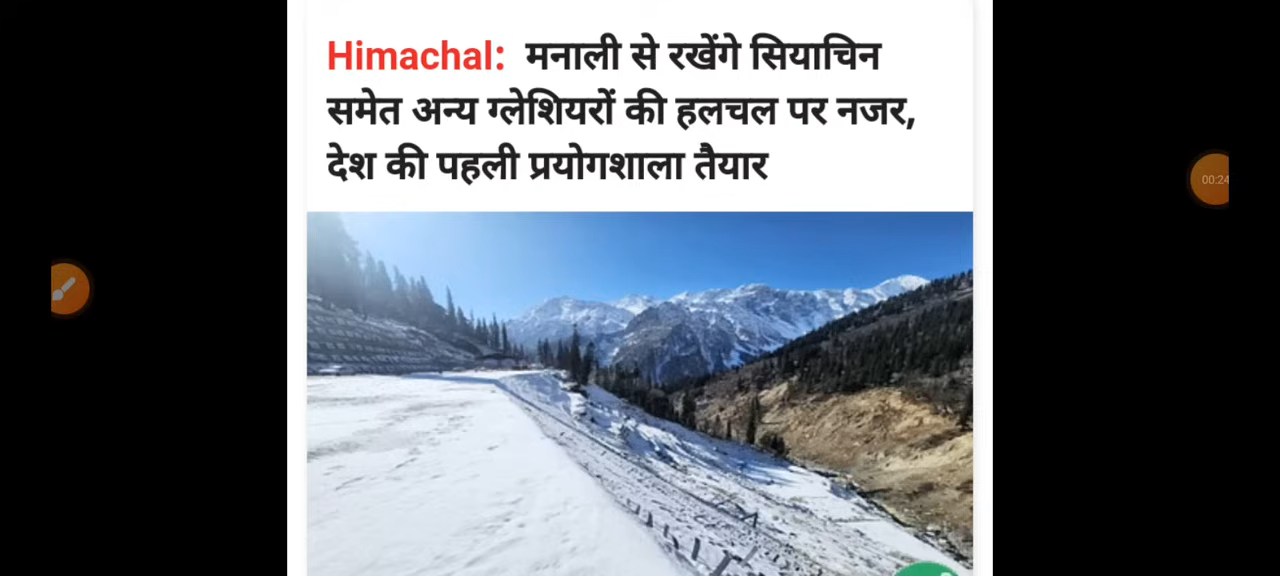 Himachal: मनाली से रखेंगे सियाचिन
समेत अन्य ग्लेशियरों की हलचल पर नजर,
देश की पहली प्रयोगशाला तैयार
00:24